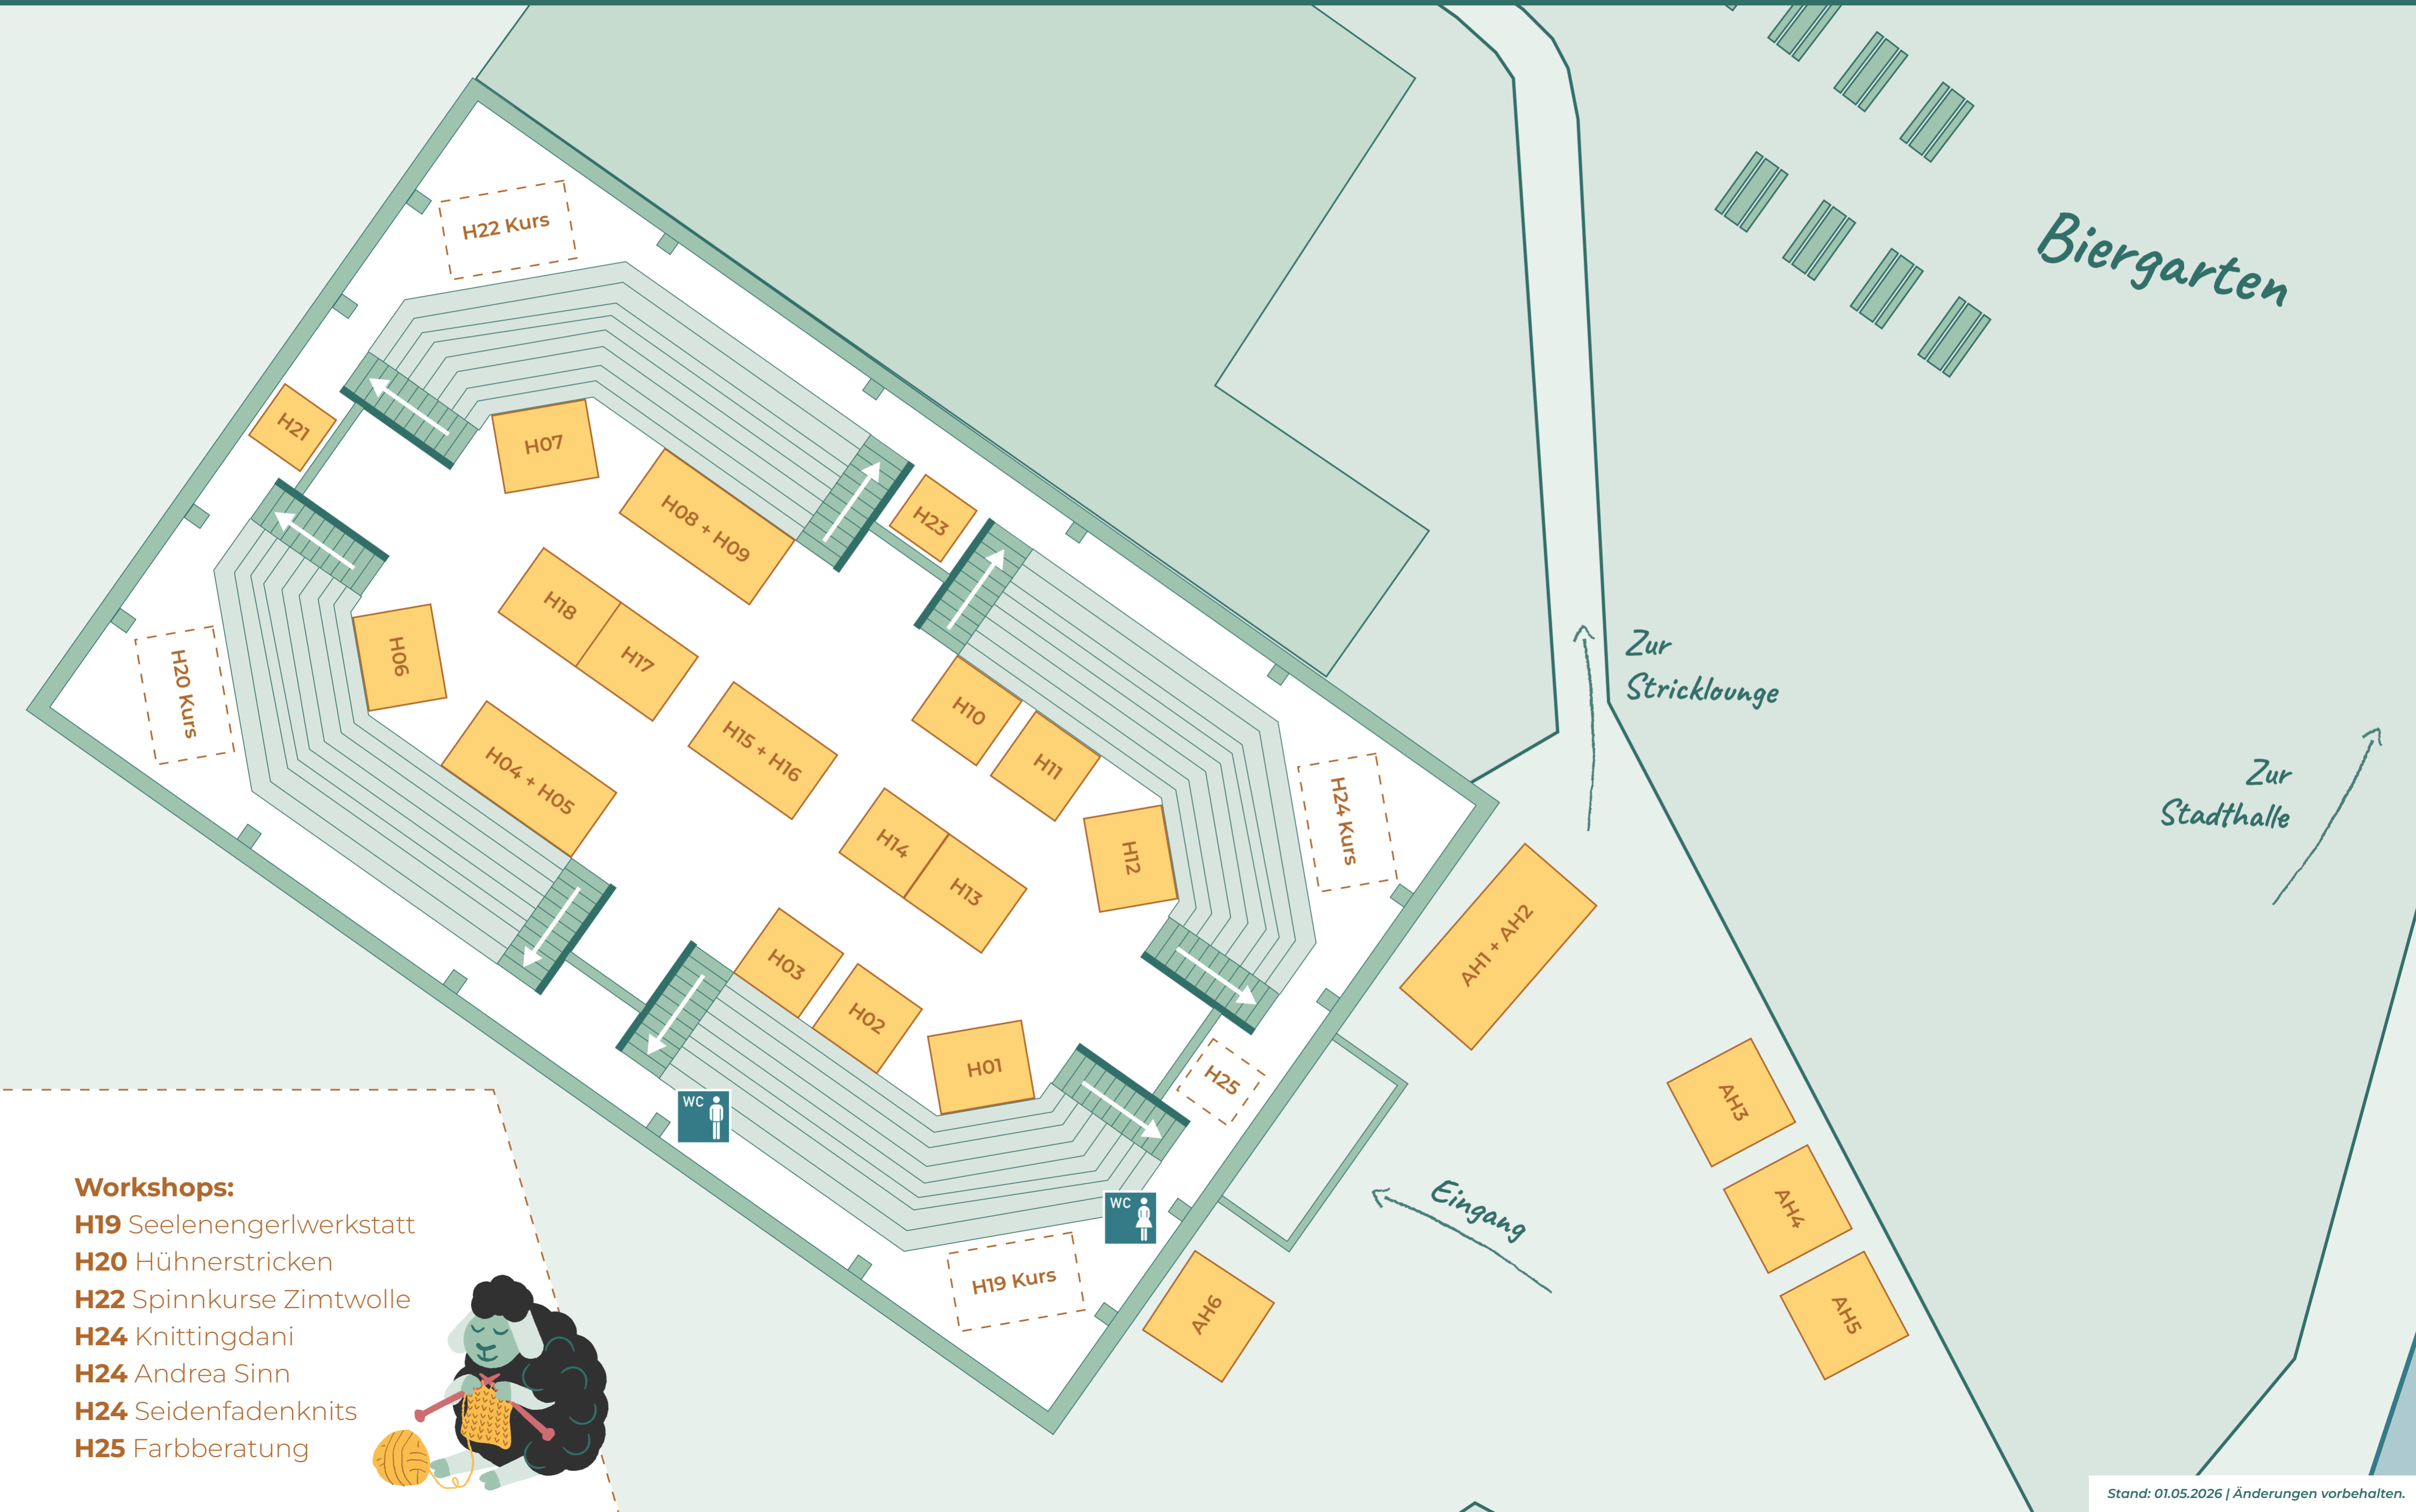 H22 Kurs
Biergarten
H21
H07
H08 + H09
H23
H18
H17
H06
H20 Kurs
H04 + H05
H15 + H16
H10
H11
H12
H24 Kurs
Zur
Stricklounge
Zur
Stadthalle
H14
H13
H03
H02
H01
H25
AH1 + AH2
AH3
AH4
AH5
AH6
WC
WC
Eingang
H19 Kurs
Workshops:
H19 Seelenengerlwerkstatt
H20 Hühnerstricken
H22 Spinnkurse Zimtwolle
H24 Knittingdani
H24 Andrea Sinn
H24 Seidenfadenknits
H25 Farbberatung
Stand: 01.05.2026 | Änderungen vorbehalten.